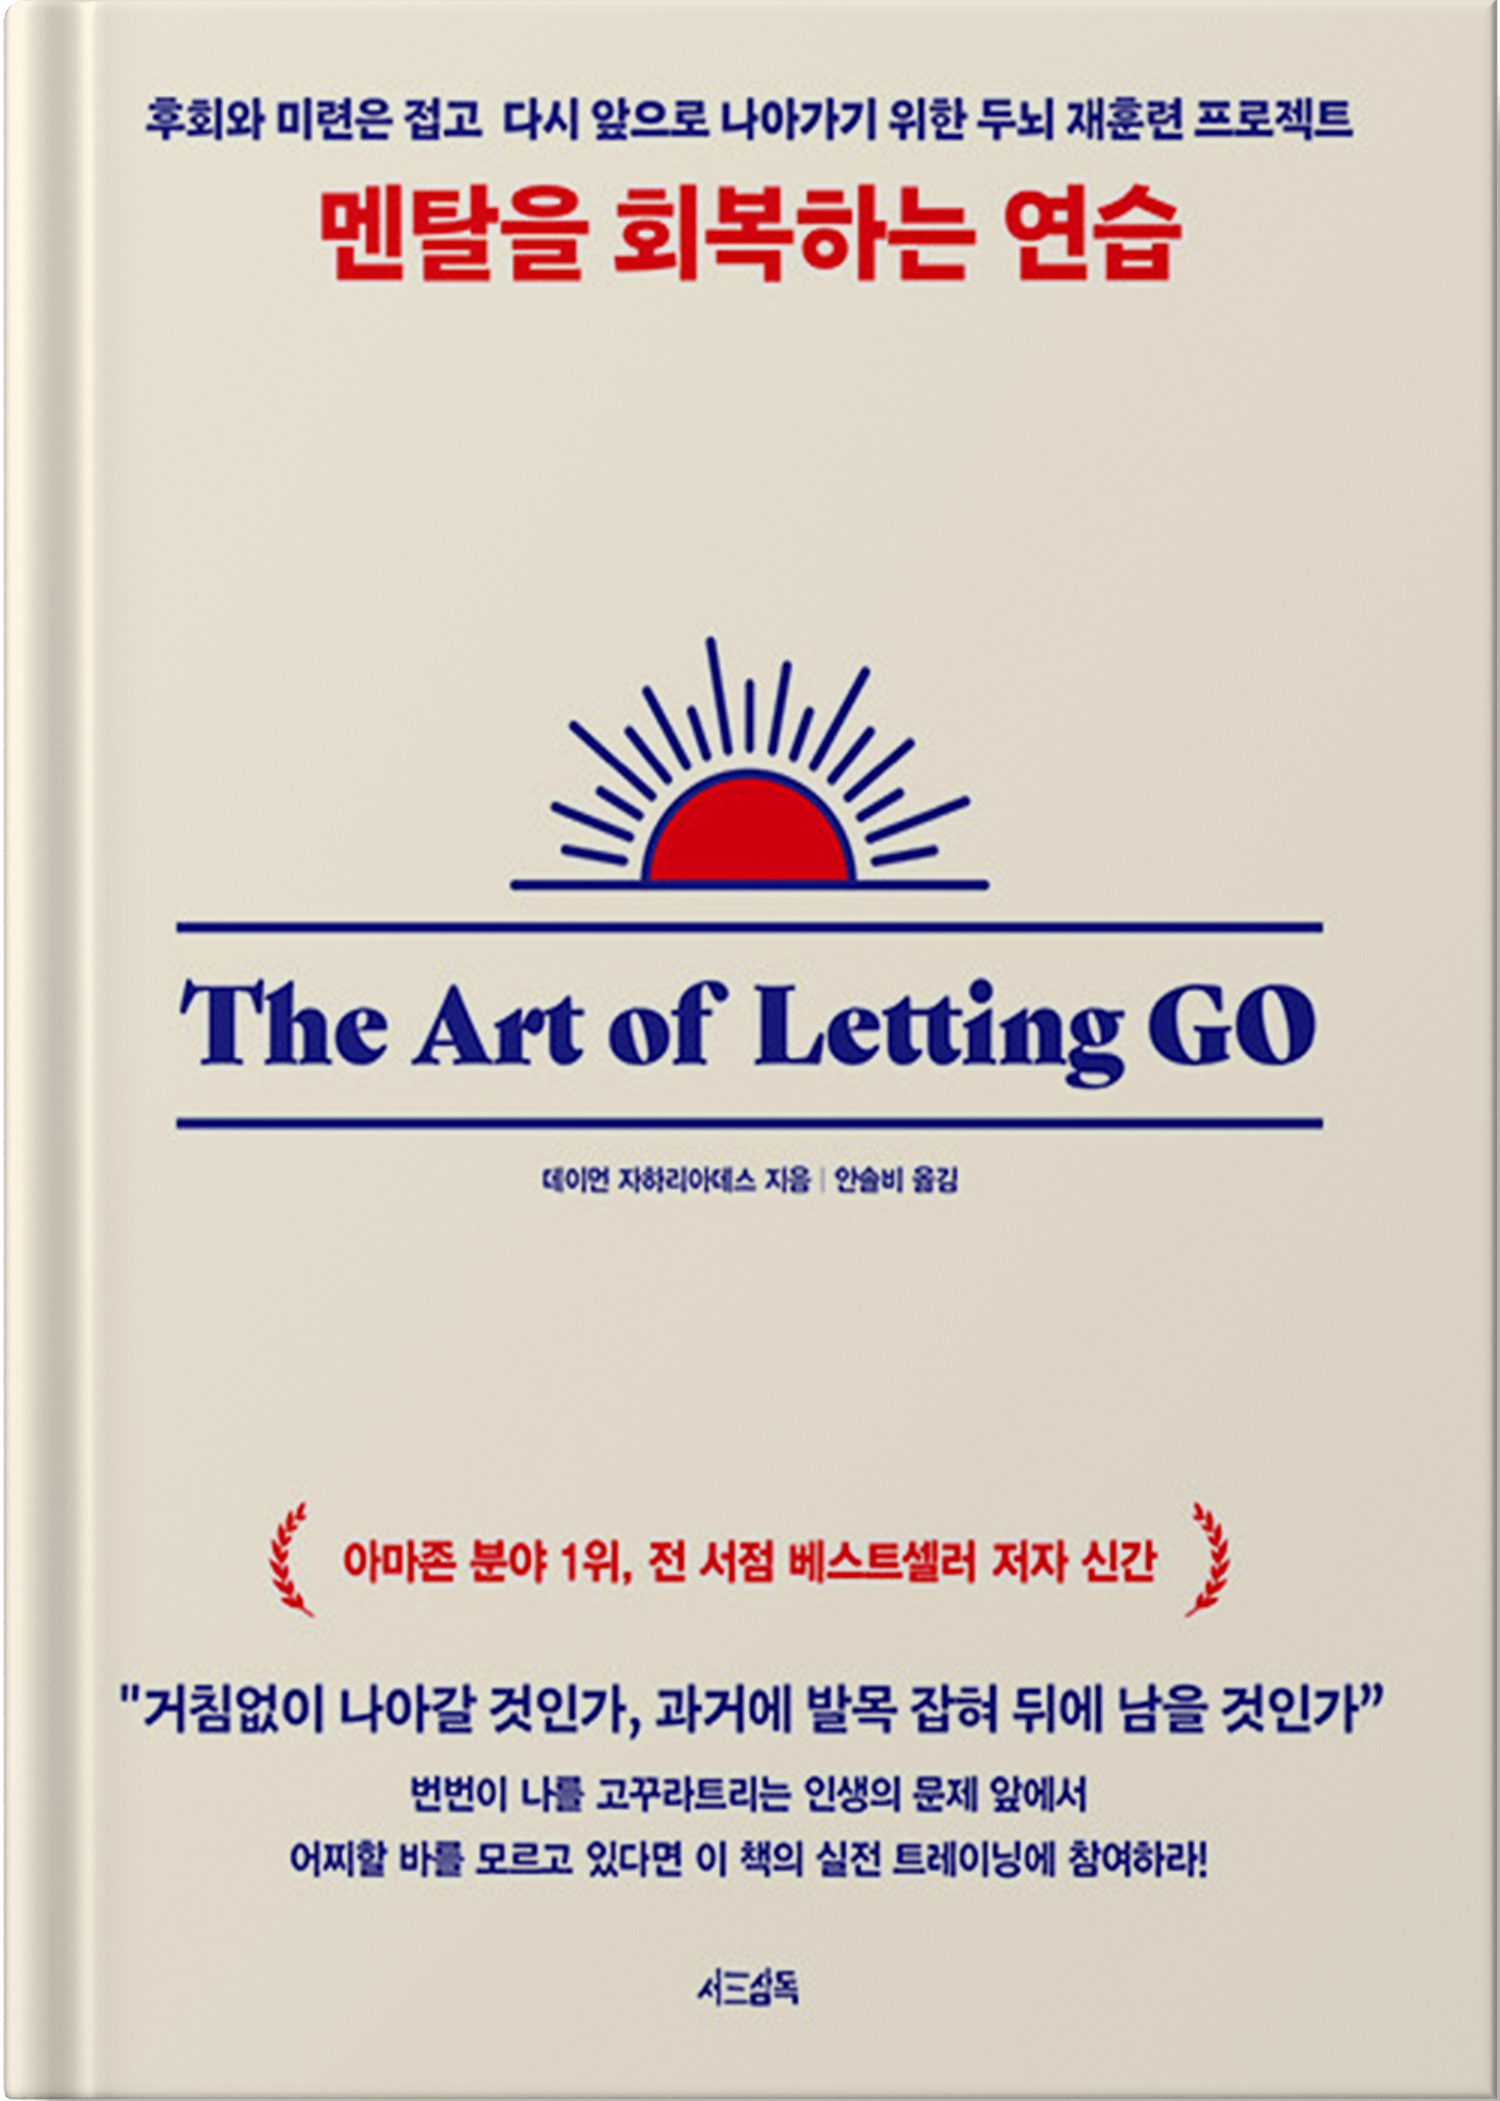 후회와 미련은 접고 다시 앞으로 나아가기 위한 두뇌 재훈련 프로젝트
멘탈을 회복하는 연습
The Art of Letting GO
데이먼 자하리아데스 지음 | 안솔비 옮김
아마존 분야 1위, 전 서점 베스트셀러 저자 신간
"거침없이 나아갈 것인가, 과거에 발목 잡혀 뒤에 남을 것인가”
번번이 나를 고꾸라트리는 인생의 문제 앞에서
어찌할 바를 모르고 있다면 이 책의 실전 트레이닝에 참여하라!
서삼독